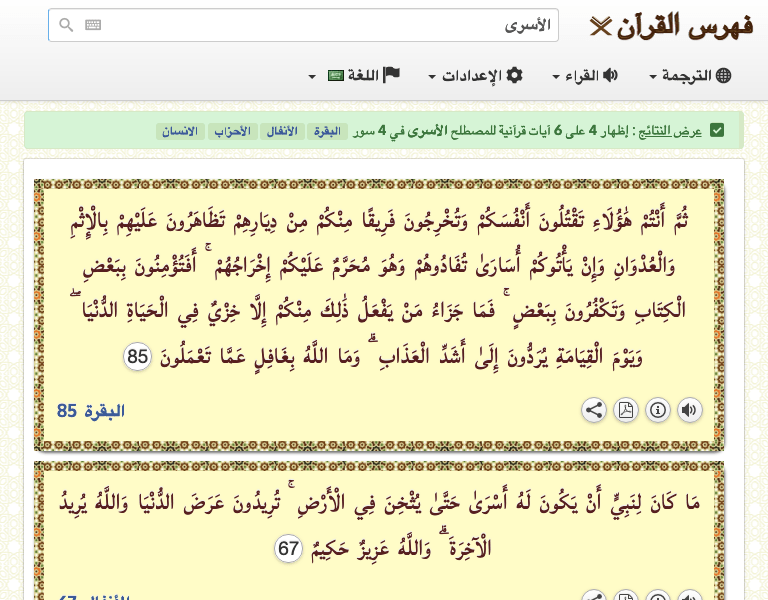 فهرس القرآن
الأسرى
الترجمة
القراء
الإعدادات
اللغة
عرض النتائج : إظهار 4 على 6 آيات قرآنية للمصطلح الأسرى في 4 سور البقرة الأنفال الأحزاب الانسان
ثُمَّ أَنْتُمْ هَٰؤُلَاءِ تَقْتُلُونَ أَنْفُسَكُمْ وَتُخْرِجُونَ فَرِيقًا مِنْكُمْ مِنْ دِيَارِهِمْ تَظَاهَرُونَ عَلَيْهِمْ بِالْإِثْمِ
وَالْعُدْوَانِ وَإِنْ يَأْتُوكُمْ أُسَارَىٰ تُفَادُوهُمْ وَهُوَ مُحَرَّمٌ عَلَيْكُمْ إِخْرَاجُهُمْ ۚ أَفَتُؤْمِنُونَ بِبَعْضِ
الْكِتَابِ وَتَكْفُرُونَ بِبَعْضٍ ۚ فَمَا جَزَاءُ مَنْ يَفْعَلُ ذَٰلِكَ مِنْكُمْ إِلَّا خِزْيٌ فِي الْحَيَاةِ الدُّنْيَا ۖ
وَيَوْمَ الْقِيَامَةِ يُرَدُّونَ إِلَىٰ أَشَدِّ الْعَذَابِ ۗ وَمَا اللَّهُ بِغَافِلٍ عَمَّا تَعْمَلُونَ 85
البقرة 85
مَا كَانَ لِنَبِيٍّ أَنْ يَكُونَ لَهُ أَسْرَىٰ حَتَّىٰ يُثْخِنَ فِي الْأَرْضِ ۚ تُرِيدُونَ عَرَضَ الدُّنْيَا وَاللَّهُ يُرِيدُ
الْآخِرَةَ ۗ وَاللَّهُ عَزِيزٌ حَكِيمٌ 67
الأنفال 67